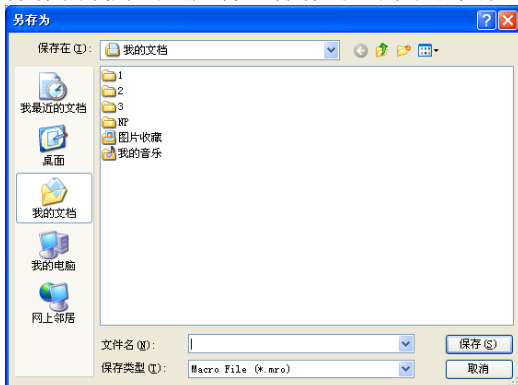 另存为
保存在(I):
我的文档
1
2
3
NP
图片收藏
我的音乐
我最近的文档
桌面
我的文档
我的电脑
网上邻居
文件名(N):
保存(S)
保存类型(T):
Macro File (*.mro)
取消